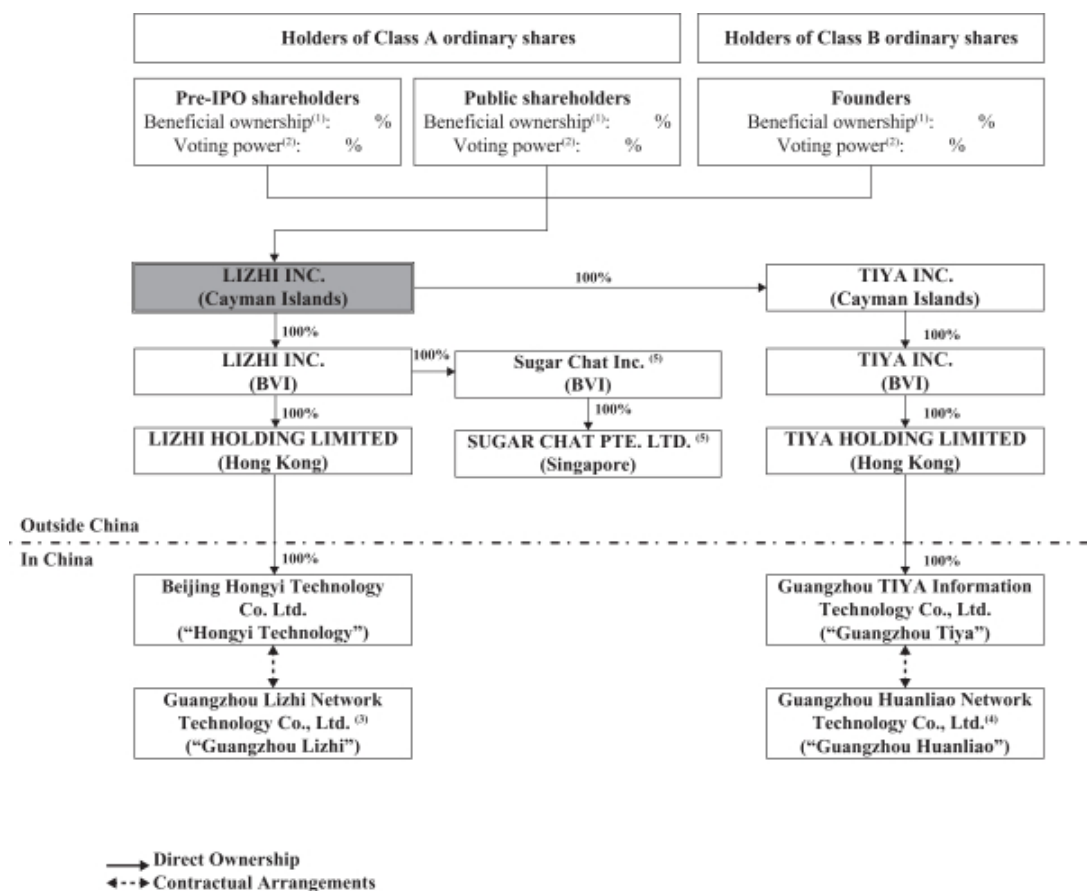 Holders of Class A ordinary shares
Holders of Class B ordinary shares
Pre-IPO shareholders
Beneficial ownership(1): %
Voting power(2): %
Public shareholders
Beneficial ownership(1): %
Voting power(2): %
Founders
Beneficial ownership(1): %
Voting power(2): %
LIZHI INC.
(Cayman Islands)
100%
TIYA INC.
(Cayman Islands)
100%
100%
LIZHI INC.
(BVI)
100%
Sugar Chat Inc. (5)
(BVI)
TIYA INC.
(BVI)
100%
100%
100%
LIZHI HOLDING LIMITED
(Hong Kong)
SUGAR CHAT PTE. LTD. (5)
(Singapore)
TIYA HOLDING LIMITED
(Hong Kong)
Outside China
In China
100%
100%
Beijing Hongyi Technology
Co. Ltd.
(“Hongyi Technology”)
Guangzhou TIYA Information
Technology Co., Ltd.
(“Guangzhou Tiya”)
Guangzhou Lizhi Network
Technology Co., Ltd. (3)
(“Guangzhou Lizhi”)
Guangzhou Huanliao Network
Technology Co., Ltd.(4)
(“Guangzhou Huanliao”)
Direct Ownership
Contractual Arrangements